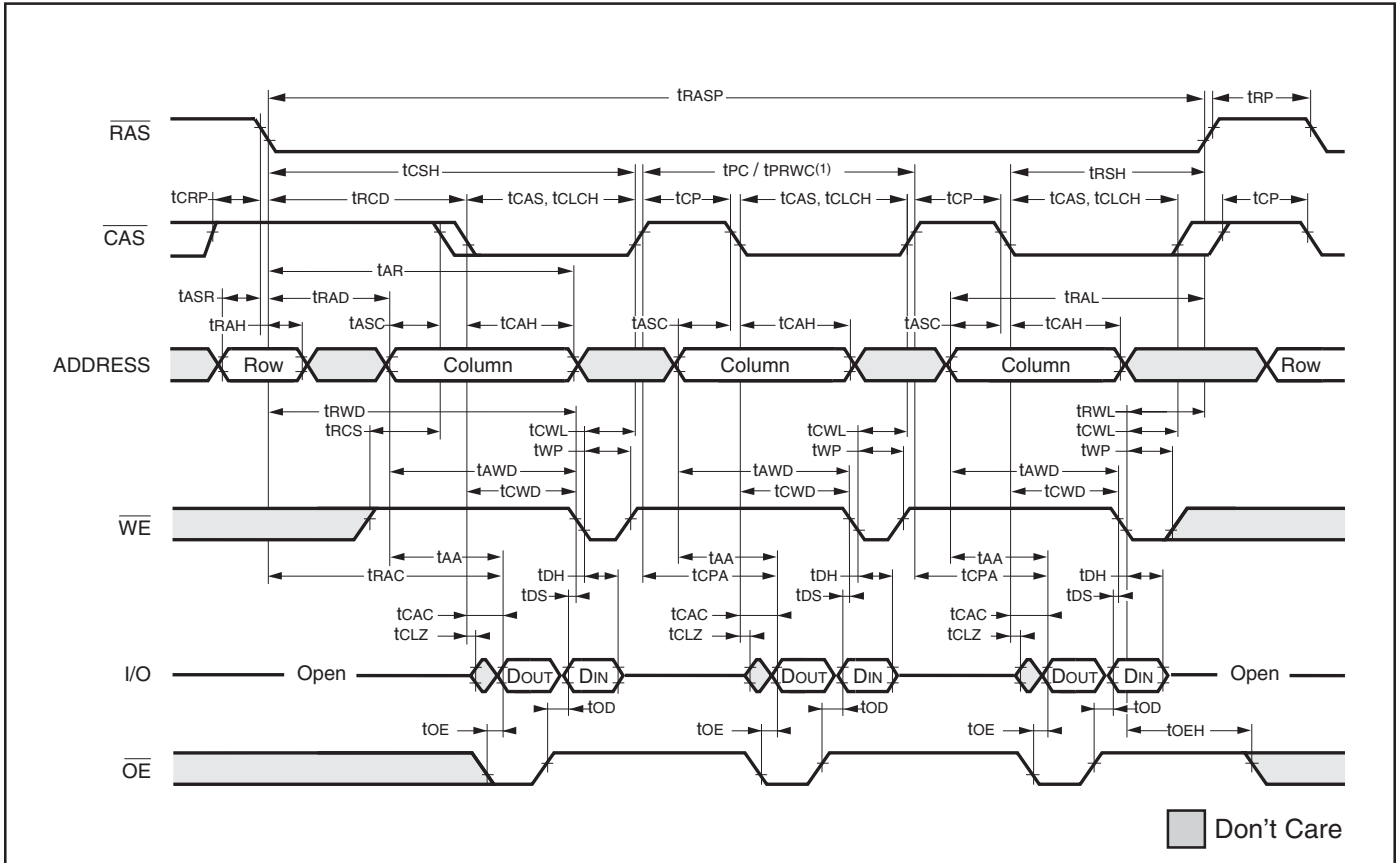 tRASP tRP
RAS
tCSH tPC / tPRWC(1) tRSH
tCRP tRCD tCAS, tCLCH tCP tCAS, tCLCH tCP tCAS, tCLCH tCP
CAS
tAR
tASR tRAD tRAL
tRAH tASC tCAH tASC tCAH tASC tCAH
ADDRESS Row Column Column Column Row
tRWD tRWL
tRCS tCWL tCWL tCWL
tWP tWP tWP
tAWD tAWD tAWD
tCWD tCWD tCWD
WE
tAA tAA tAA
tRAC tDH tCPA tDH tCPA tDH
tDS tDS tDS
tCAC tCAC tCAC
tCLZ tCLZ tCLZ
I/O Open DOUT DIN DOUT DIN DOUT DIN Open
tOD tOD tOD
tOE tOE tOE tOEH
OE
Don't Care